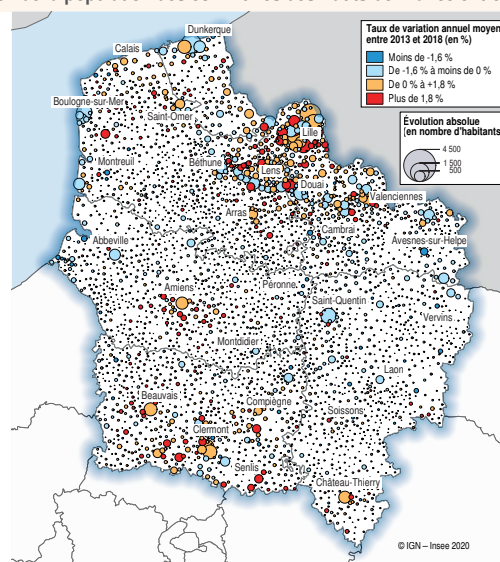 Taux de variation annuel moyen
entre 2013 et 2018 (en %)
Moins de -1,6 %
De -1,6 % à moins de 0 %
De 0 % à +1,8 %
Plus de 1,8 %
Évolution absolue
(en nombre d'habitants)
4 500
1 500
500
Dunkerque
Calais
Boulogne-sur-Mer
Saint-Omer
Lille
Montreuil
Béthune
Lens
Douai
Valenciennes
Arras
Cambrai
Avesnes-sur-Helpe
Abbeville
Amiens
Péronne
Saint-Quentin
Vervins
Montdidier
Laon
Beauvais
Compiègne
Soissons
Clermont
Senlis
Château-Thierry
© IGN – Insee 2020